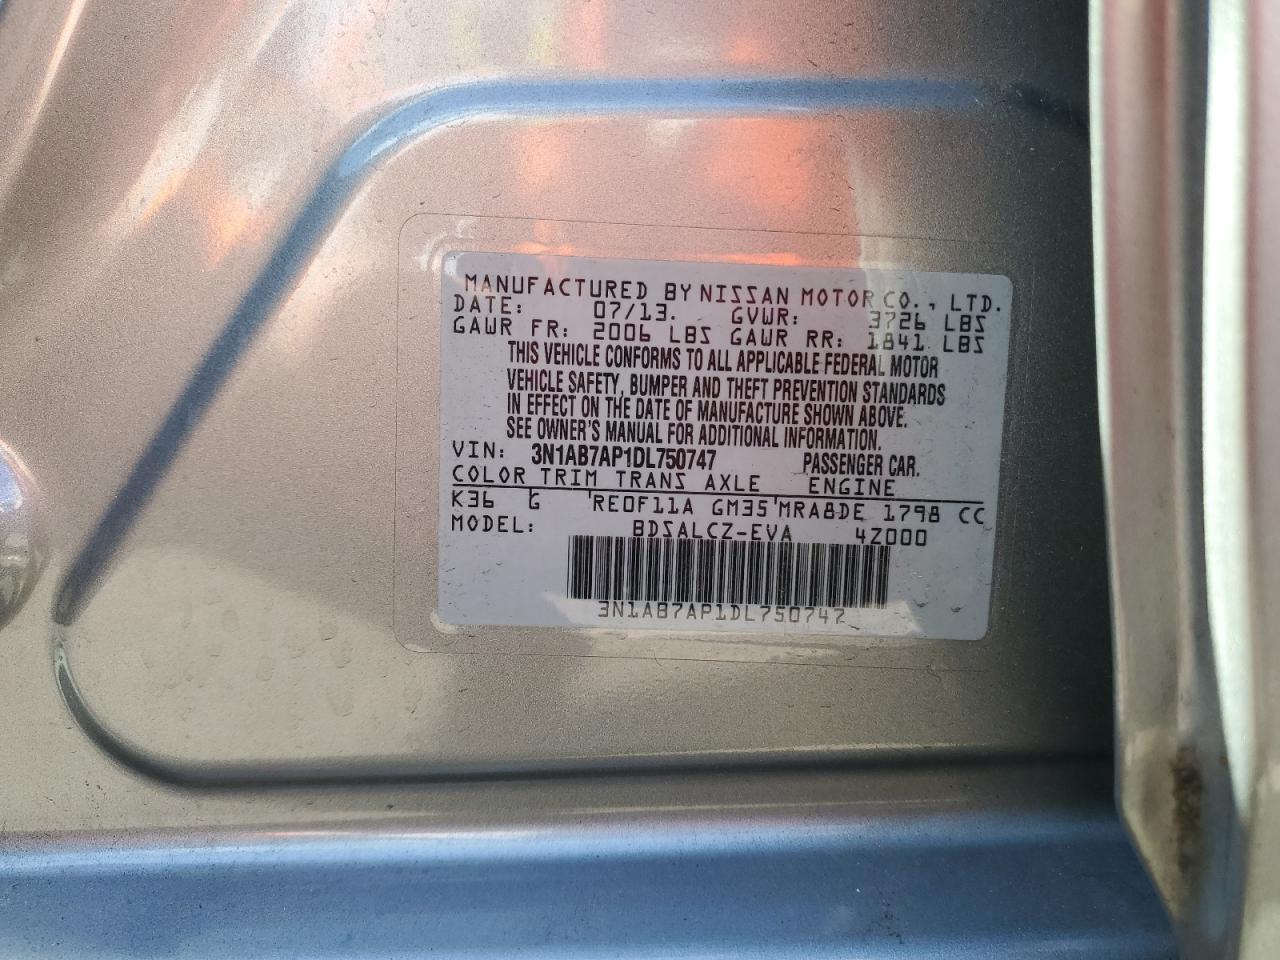 MANUFACTURED BY NISSAN MOTOR CO., LTD.
DATE: 07/13. GVWR: 3726 LBS
GAWR FR: 2006 LBS GAWR RR: 1841 LBS
THIS VEHICLE CONFORMS TO ALL APPLICABLE FEDERAL MOTOR
VEHICLE SAFETY, BUMPER AND THEFT PREVENTION STANDARDS
IN EFFECT ON THE DATE OF MANUFACTURE SHOWN ABOVE.
SEE OWNER'S MANUAL FOR ADDITIONAL INFORMATION.
VIN: 3N1AB7AP1DL750747 PASSENGER CAR.
COLOR TRIM TRANS AXLE ENGINE
K36 G RE0F11A GM35 MRA8DE 1798 CC
MODEL: BDSALCZ-EVA 4Z000
3N1AB7AP1DL750747